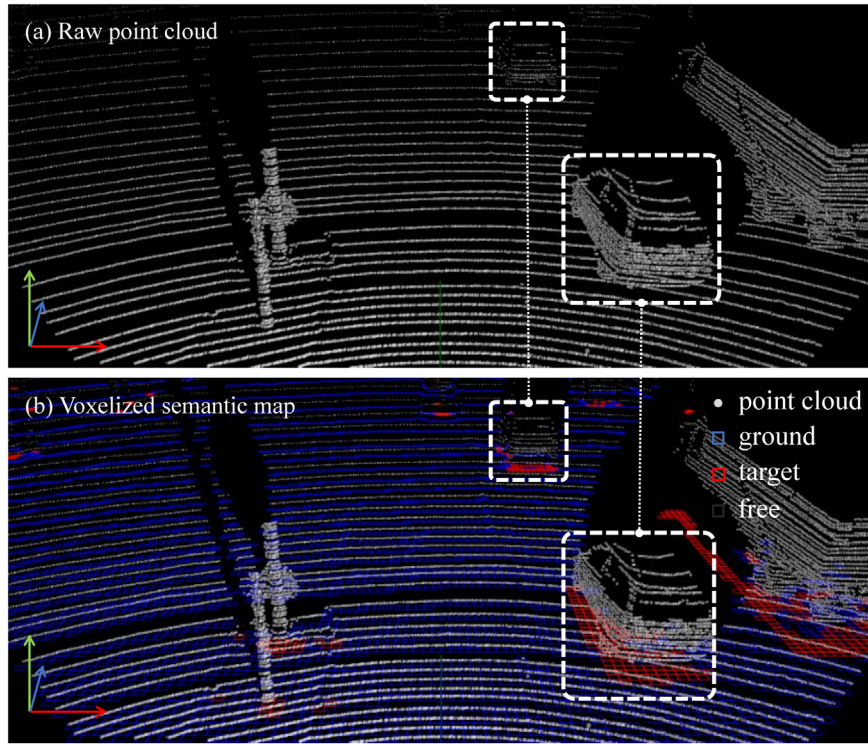 (a) Raw point cloud
(b) Voxelized semantic map
point cloud
ground
target
free